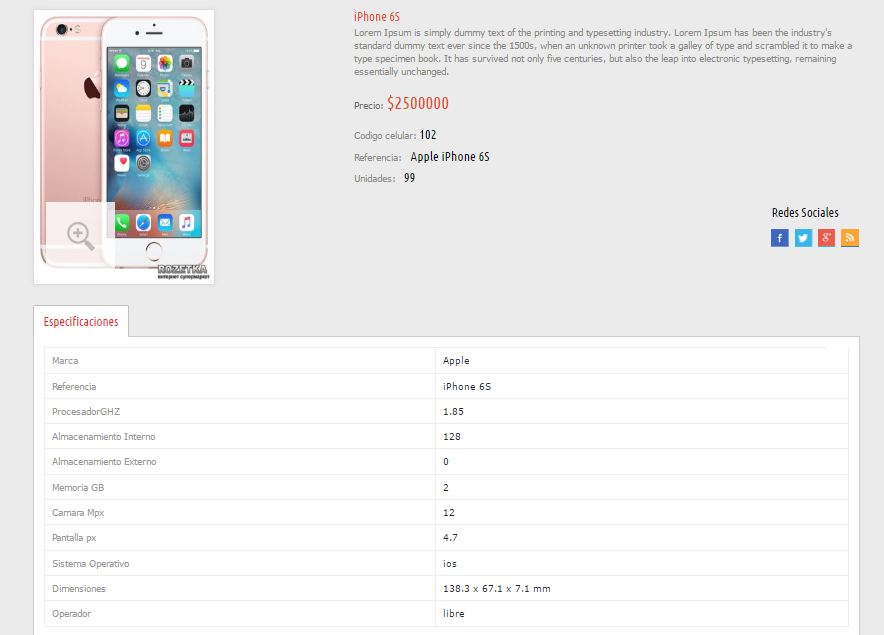 iPhone 6S
Lorem Ipsum is simply dummy text of the printing and typesetting industry. Lorem Ipsum has been the industry's
standard dummy text ever since the 1500s, when an unknown printer took a galley of type and scrambled it to make a
type specimen book. It has survived not only five centuries, but also the leap into electronic typesetting, remaining
essentially unchanged.
Precio: $2500000
Codigo celular: 102
Referencia: Apple iPhone 6S
Unidades: 99
ROZETKA
Redes Sociales
Especificaciones
Marca Apple
Referencia iPhone 6S
ProcesadorGHZ 1.85
Almacenamiento Interno 128
Almacenamiento Externo 0
Memoria GB 2
Camara Mpx 12
Pantalla px 4.7
Sistema Operativo ios
Dimensiones 138.3 x 67.1 x 7.1 mm
Operador libre